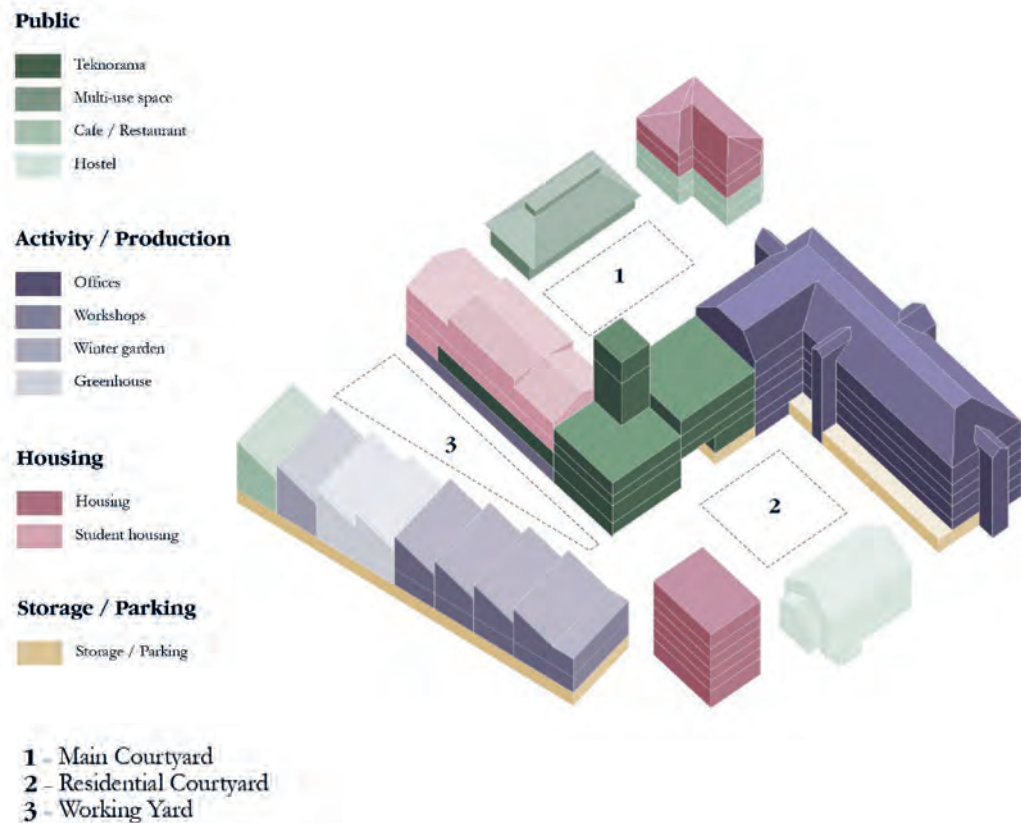 Public
Teknorama
Multi-use space
Cafe / Restaurant
Hostel
Activity / Production
Offices
Workshops
Winter garden
Greenhouse
Housing
Housing
Student housing
Storage / Parking
Storage / Parking
1
2
3
1 - Main Courtyard
2 - Residential Courtyard
3 - Working Yard